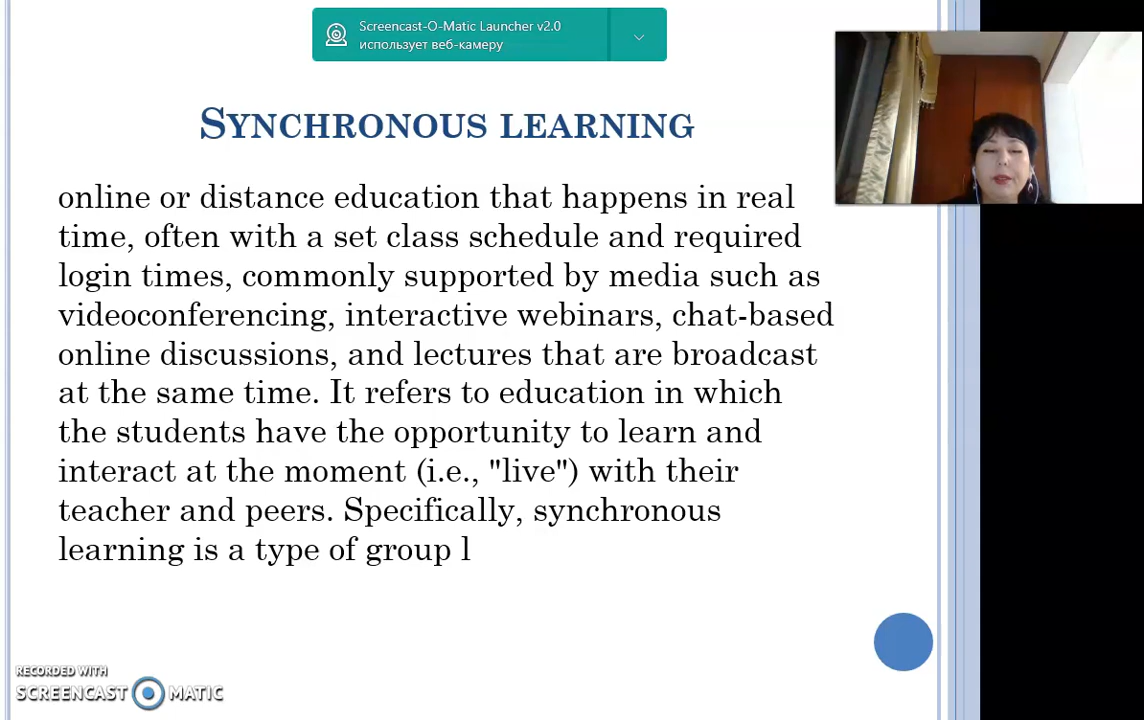 Screencast-O-Matic Launcher v2.0
использует веб-камеру
SYNCHRONOUS LEARNING
online or distance education that happens in real
time, often with a set class schedule and required
login times, commonly supported by media such as
videoconferencing, interactive webinars, chat-based
online discussions, and lectures that are broadcast
at the same time. It refers to education in which
the students have the opportunity to learn and
interact at the moment (i.e., "live") with their
teacher and peers. Specifically, synchronous
learning is a type of group l
RECORDED WITH
SCREENCAST MATIC